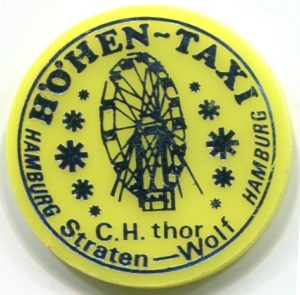 HÖHEN~TAXI
HAMBURG
HAMBURG
C.H. thor
Straten—Wolf